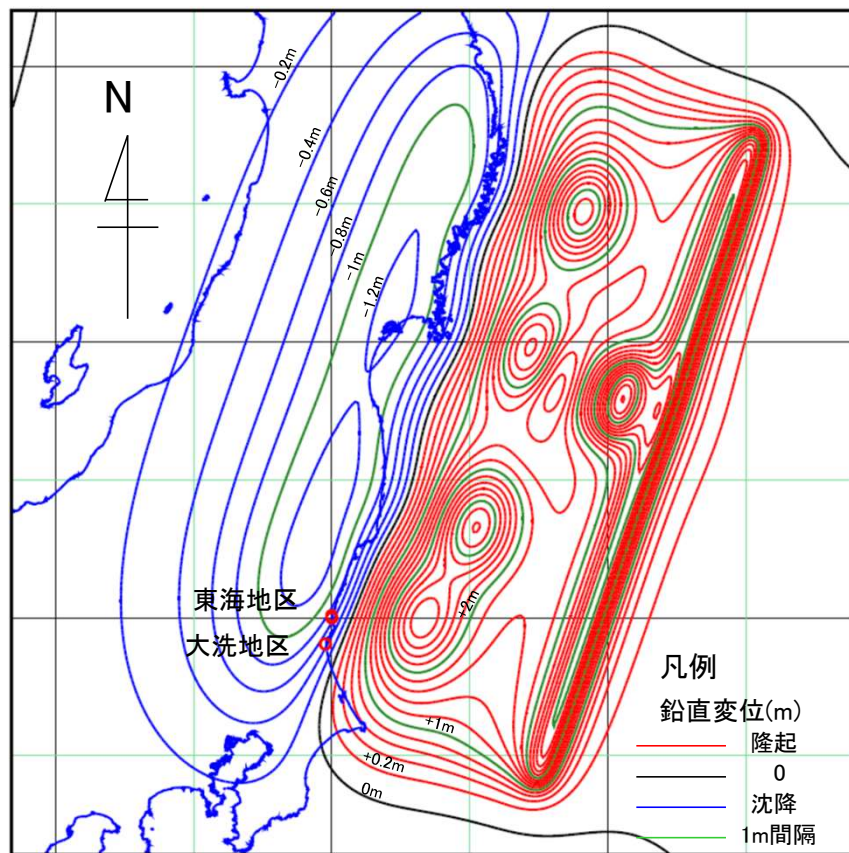 N
-0.2m
-0.4m
-0.6m
-0.8m
-1m
-1.2m
東海地区
大洗地区
+2m
+1m
+0.2m
0m
凡例
鉛直変位(m)
隆起
0
沈降
1m間隔